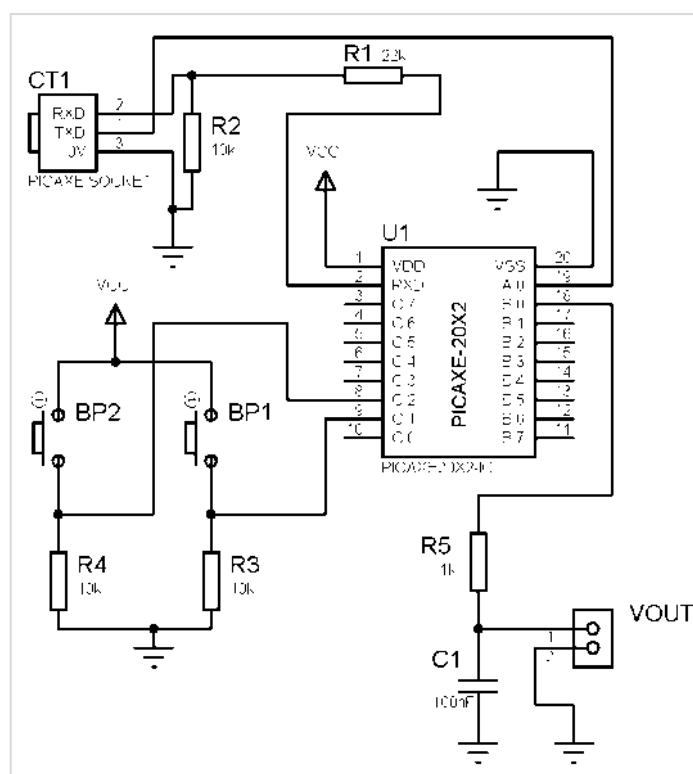 CT1
RXD 2
TXD 1
0V 3
PICAXE SOCKET
R1 22k
R2
10k
VCC
U1
1 VDD VSS 20
2 RXD A.0 19
3 C.7 B.0 18
4 C.6 B.1 17
5 C.5 B.2 16
6 C.4 B.3 15
7 C.3 B.4 14
8 C.2 B.5 13
9 C.1 B.6 12
10 C.0 B.7 11
PICAXE-20X2
VCC
BP2
BP1
R4
10k
R3
10k
R5
1k
VOUT
1
2
C1
100nF